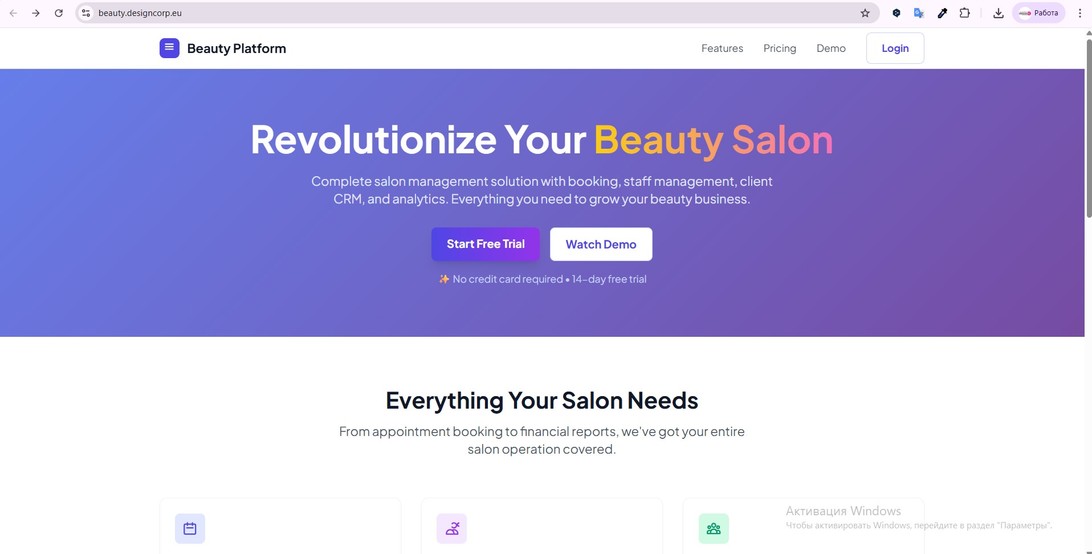 beauty.designcorp.eu
Работа
Beauty Platform
Features
Pricing
Demo
Login
Revolutionize Your Beauty Salon
Complete salon management solution with booking, staff management, client
CRM, and analytics. Everything you need to grow your beauty business.
Start Free Trial
Watch Demo
✨ No credit card required • 14-day free trial
Everything Your Salon Needs
From appointment booking to financial reports, we've got your entire
salon operation covered.
Активация Windows
Чтобы активировать Windows, перейдите в раздел "Параметры".